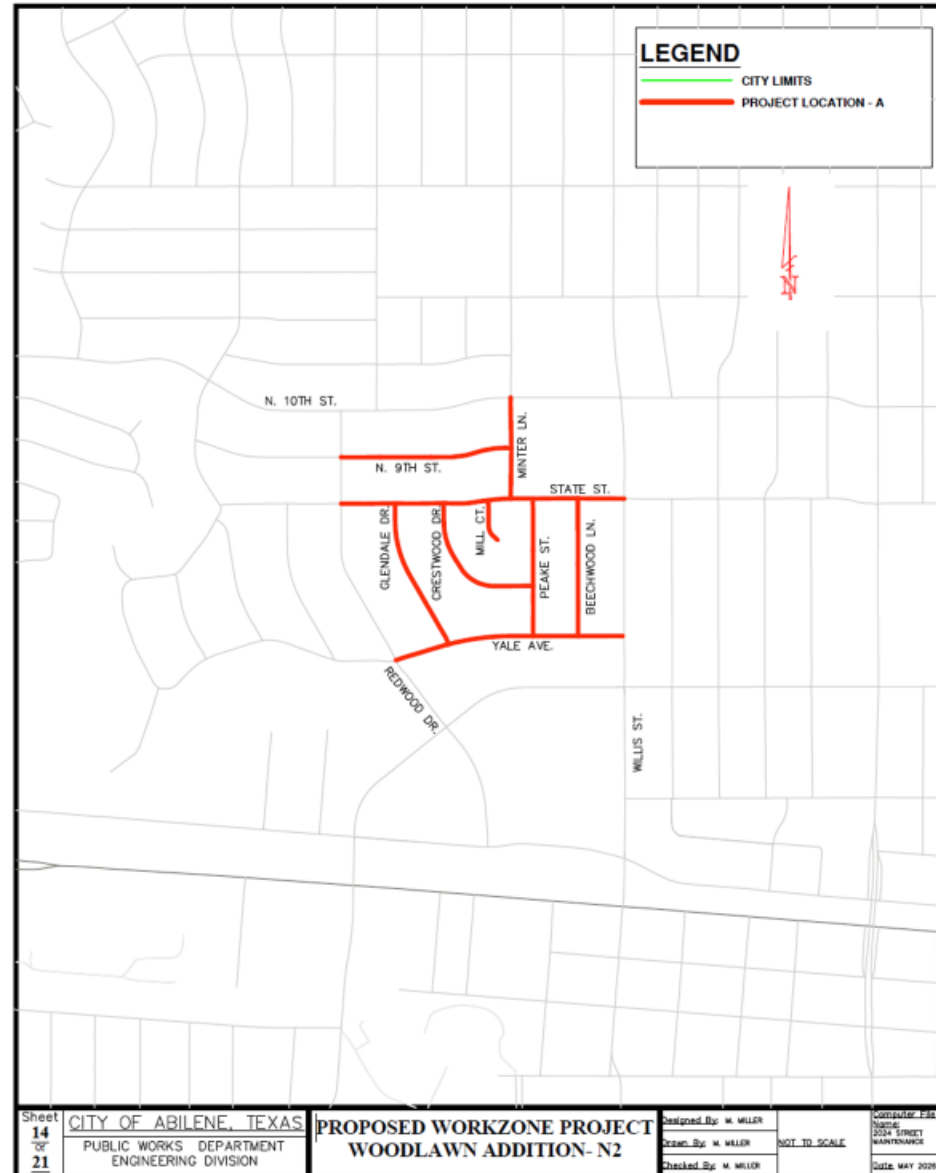 LEGEND
CITY LIMITS
PROJECT LOCATION - A
N
N. 10TH ST.
MINTER LN.
N. 9TH ST.
STATE ST.
GLENDALE DR.
CRESTWOOD DR.
MILL CT.
PEAKE ST.
BEECHWOOD LN.
YALE AVE.
REDWOOD DR.
WILLIS ST.
Sheet
14
OF
21
CITY OF ABILENE, TEXAS
PUBLIC WORKS DEPARTMENT
ENGINEERING DIVISION
PROPOSED WORKZONE PROJECT
WOODLAWN ADDITION- N2
Designed By: M. MILLER
Drawn By: M. MILLER
Checked By: M. MILLER
NOT TO SCALE
Computer File
Name:
2024 STREET
MAINTENANCE
Date: MAY